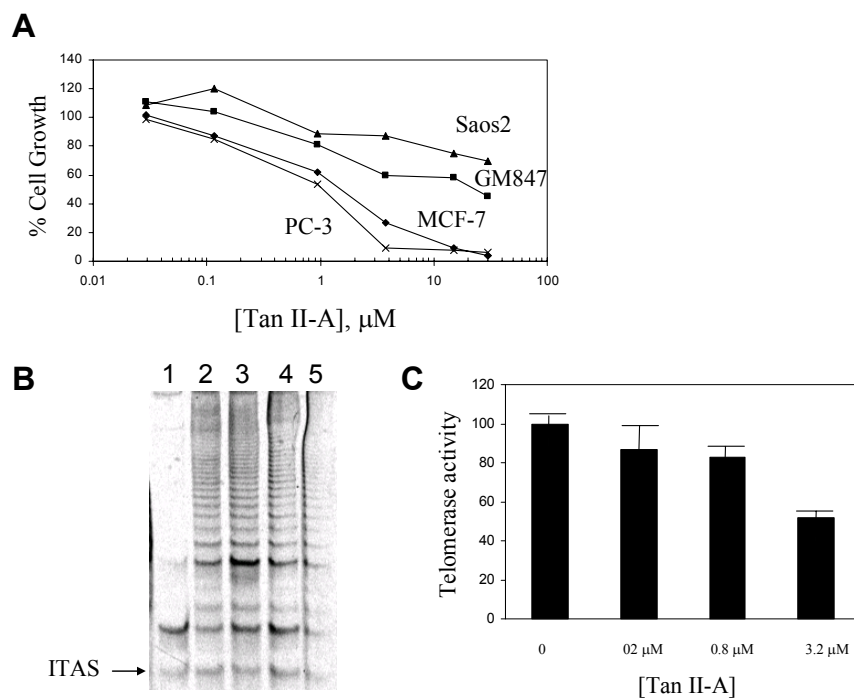 A
140
120
100
80
60
40
20
0
% Cell Growth
Saos2
GM847
MCF-7
PC-3
0.01 0.1 1 10 100
[Tan II-A], μM
B
1 2 3 4 5
ITAS
C
120
100
80
60
40
20
0
Telomerase activity
0 02 μM 0.8 μM 3.2 μM
[Tan II-A]